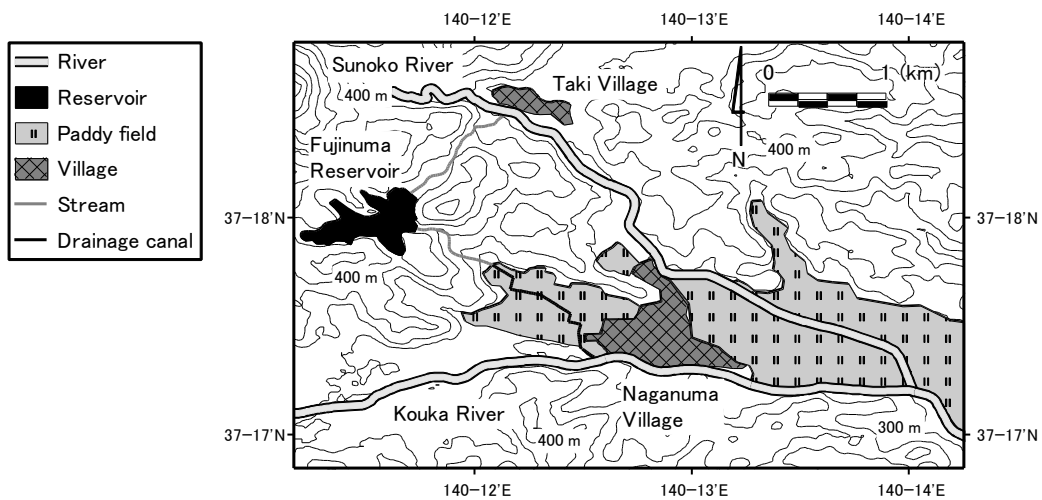 140-12'E 140-13'E 140-14'E
River
Reservoir
Paddy field
Village
Stream
Drainage canal
Sunoko River
400 m
Taki Village
0 1 (km)
N
400 m
Fujinuma
Reservoir
37-18'N 37-18'N
400 m
Naganuma
Village
Kouka River
400 m
300 m
37-17'N 37-17'N
140-12'E 140-13'E 140-14'E